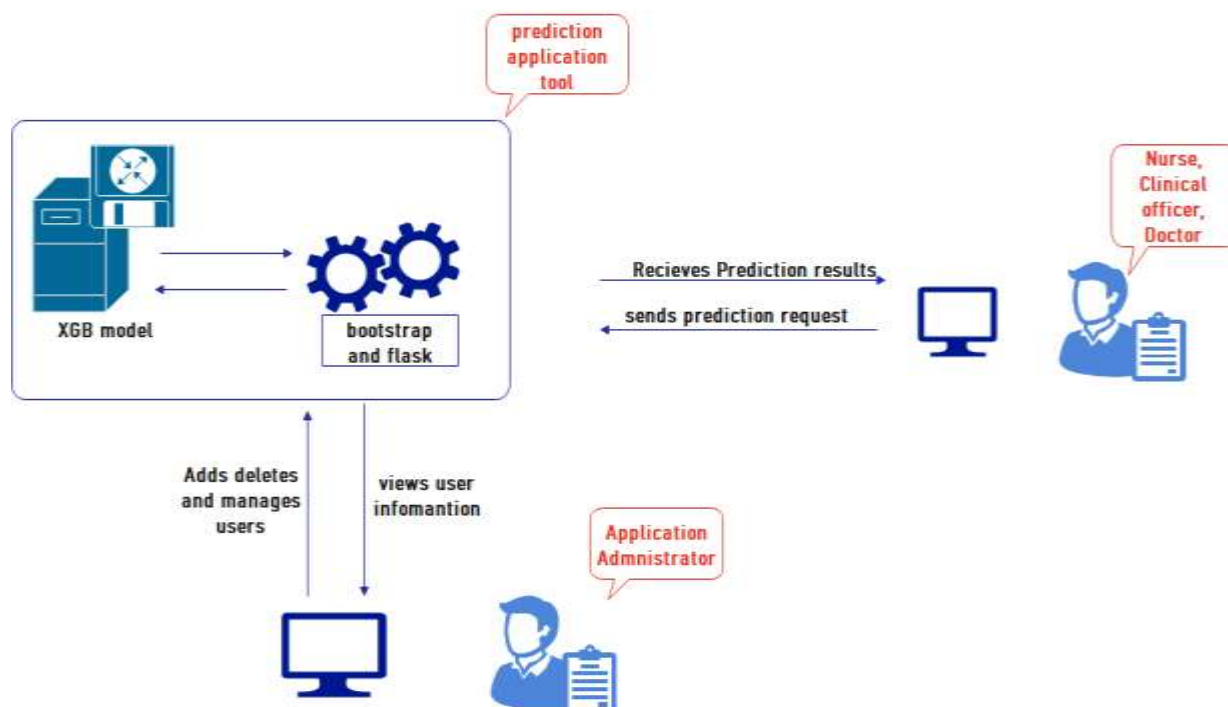 prediction
application
tool
Nurse,
Clinical
officer,
Doctor
Recieves Prediction results
sends prediction request
XGB model
bootstrap
and flask
Adds deletes
and manages
users
views user
infomantion
Application
Admnistrator